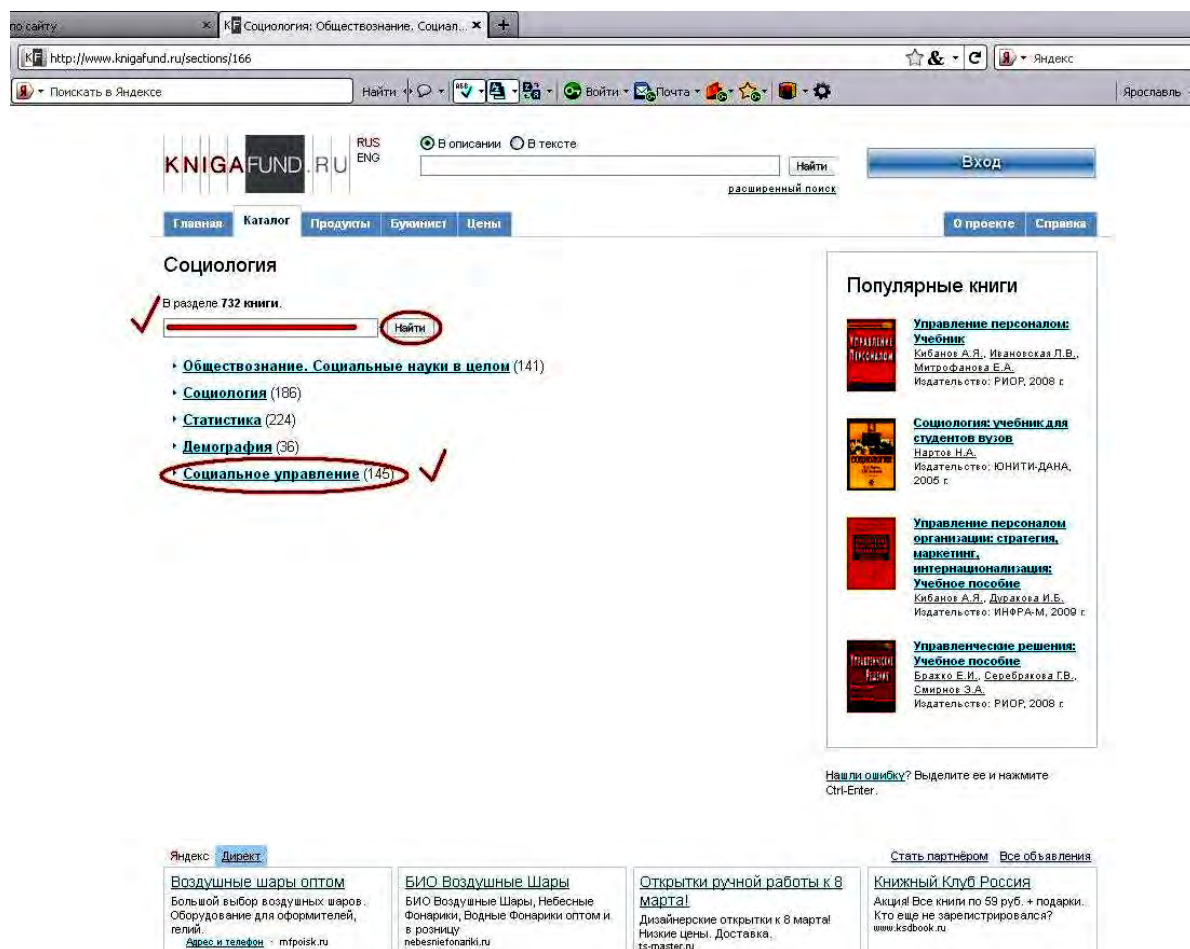 по сайту
Социология: Обществознание. Социал...
http://www.knigafund.ru/sections/166
Яндекс
Поискать в Яндексе
Найти
Войти
Почта
Ярославль
KNIGAFUND.RU
RUS
ENG
В описании В тексте
Найти
расширенный поиск
Вход
Главная Каталог Продукты Букинист Цены
О проекте Справка
Социология
В разделе 732 книги.
Найти
Обществознание. Социальные науки в целом (141)
Социология (186)
Статистика (224)
Демография (36)
Социальное управление (145)
Популярные книги
УПРАВЛЕНИЕ
ПЕРСОНАЛОМ
Управление персоналом:
Учебник
Кибанов А.Я., Ивановская Л.В.,
Митрофанова Е.А.
Издательство: РИОР, 2008 г.
СОЦИОЛОГИЯ
Социология: учебник для
студентов вузов
Нартов Н.А.
Издательство: ЮНИТИ-ДАНА,
2005 г.
Управление персоналом
организации: стратегия,
маркетинг,
интернационализация:
Учебное пособие
Кибанов А.Я., Дуракова И.Б.
Издательство: ИНФРА-М, 2009 г.
УПРАВЛЕНЧЕСКИЕ
РЕШЕНИЯ
Управленческие решения:
Учебное пособие
Бражко Е.И., Серебрякова Г.В.,
Смирнов Э.А.
Издательство: РИОР, 2008 г.
Нашли ошибку? Выделите ее и нажмите
Ctrl-Enter.
Яндекс Директ
Стать партнёром Все объявления
Воздушные шары оптом
Большой выбор воздушных шаров.
Оборудование для оформителей,
гелий.
Адрес и телефон · mfpoisk.ru
БИО Воздушные Шары
БИО Воздушные Шары, Небесные
Фонарики, Водные Фонарики оптом и
в розницу
nebesniefonariki.ru
Открытки ручной работы к 8
марта!
Дизайнерские открытки к 8 марта!
Низкие цены. Доставка.
ts-master.ru
Книжный Клуб Россия
Акция! Все книги по 59 руб. + подарки.
Кто еще не зарегистрировался?
www.ksdbook.ru